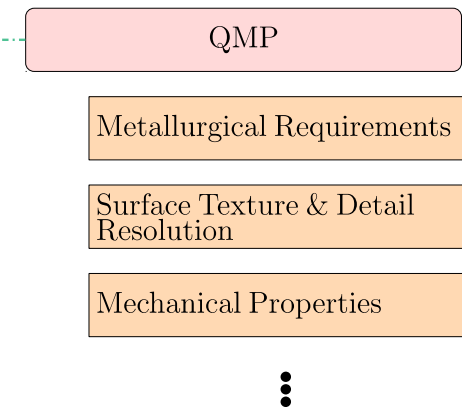 QMP
Metallurgical Requirements
Surface Texture & Detail
Resolution
Mechanical Properties